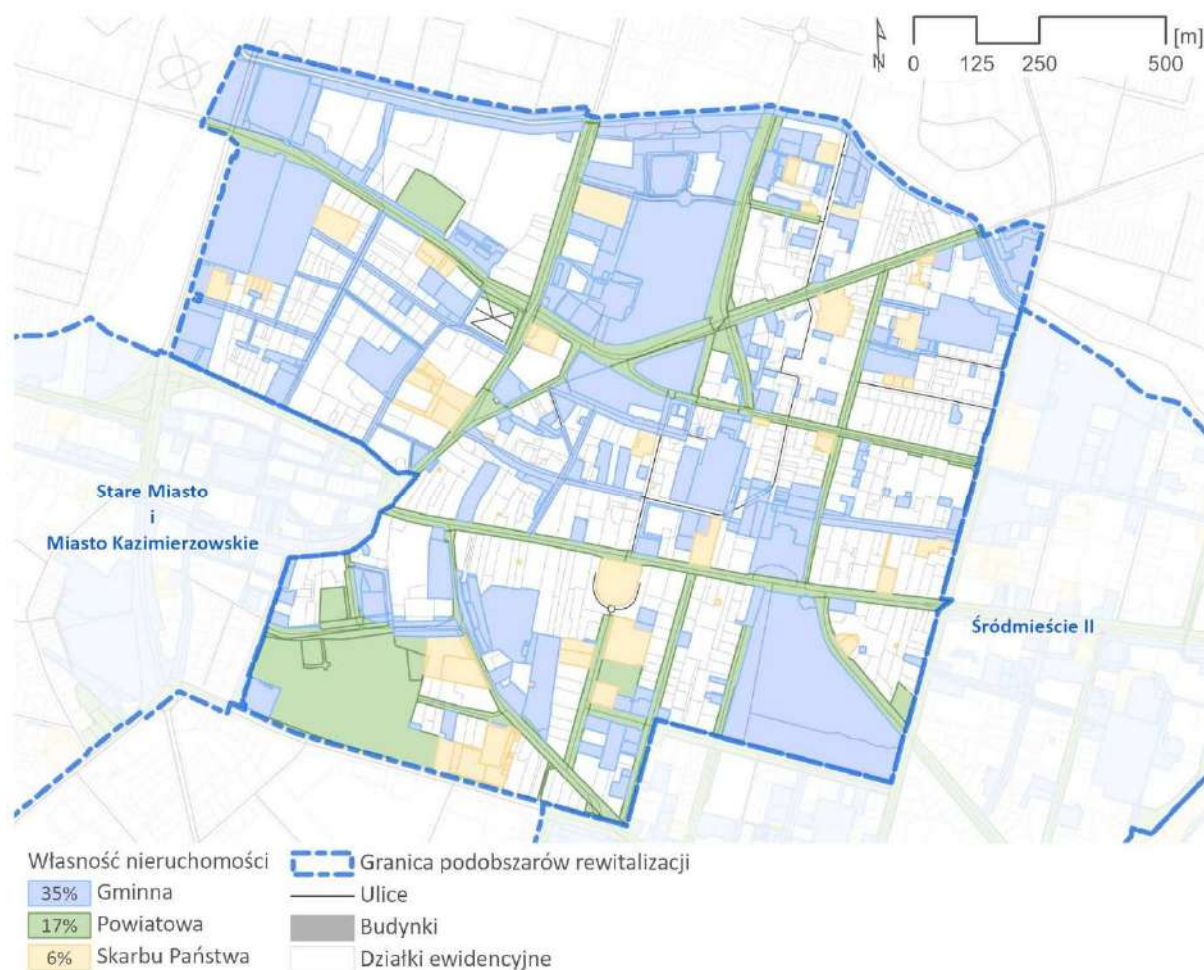 [m]
0 125 250 500
Stare Miasto
i
Miasto Kazimierzowskie
Śródmieście II
Własność nieruchomości
35% Gminna
17% Powiatowa
6% Skarbu Państwa
Granica podobszarów rewitalizacji
Ulice
Budynki
Działki ewidencyjne